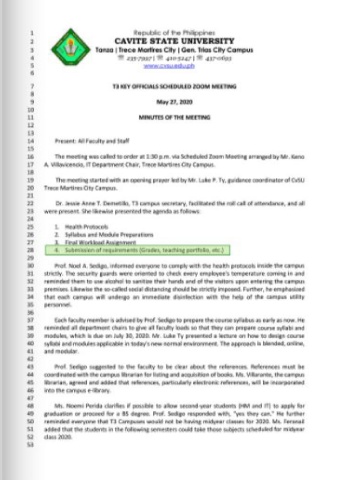 1 Republic of the Philippines
2 CAVITE STATE UNIVERSITY
3 Tanza | Trece Martires City | Gen. Trias City Campus
4 ☏ 235-7997 | ☏ 410-5247 | ☏ 437-0693
5 www.cvsu.edu.ph
6
7 T3 KEY OFFICIALS SCHEDULED ZOOM MEETING
8
9 May 27, 2020
10
11 MINUTES OF THE MEETING
12
13
14 Present: All Faculty and Staff
15
16 The meeting was called to order at 1:30 p.m. via Scheduled Zoom Meeting arranged by Mr. Keno
17 A. Villavicencio, IT Department Chair, Trece Martires City Campus.
18
19 The meeting started with an opening prayer led by Mr. Luke P. Ty, guidance coordinator of CvSU
20 Trece Martires City Campus.
21
22 Dr. Jessie Anne T. Demetillo, T3 campus secretary, facilitated the roll call of attendance, and all
23 were present. She likewise presented the agenda as follows:
24
25 1. Health Protocols
26 2. Syllabus and Module Preparations
27 3. Final Workload Assignment
28 4. Submission of requirements (Grades, teaching portfolio, etc.)
29
30 Prof. Noel A. Sedigo, informed everyone to comply with the health protocols inside the campus
31 strictly. The security guards were oriented to check every employee's temperature coming in and
32 reminded them to use alcohol to sanitize their hands and of the visitors upon entering the campus
33 premises. Likewise the so-called social distancing should be strictly imposed. Further, he emphasized
34 that each campus will undergo an immediate disinfection with the help of the campus utility
35 personnel.
36
37 Each faculty member is advised by Prof. Sedigo to prepare the course syllabus as early as now. He
38 reminded all department chairs to give all faculty loads so that they can prepare course syllabi and
39 modules, which is due on July 30, 2020. Mr. Luke Ty presented a lecture on how to design course
40 syllabi and modules applicable in today's new normal environment. The approach is blended, online,
41 and modular.
42
43 Prof. Sedigo suggested to the faculty to be clear about the references. References must be
44 coordinated with the campus librarian for listing and acquisition of books. Ms. Villarante, the campus
45 librarian, agreed and added that references, particularly electronic references, will be incorporated
46 into the campus e-library.
47
48 Ms. Noemi Perida clarifies if possible to allow second-year students (HM and IT) to apply for
49 graduation or proceed for a BS degree. Prof. Sedigo responded with, "yes they can." He further
50 reminded everyone that T3 Campuses would not be having midyear classes for 2020. Ms.
51 added that the students in the following semesters could take those subjects scheduled for midyear
52 class 2020.
53